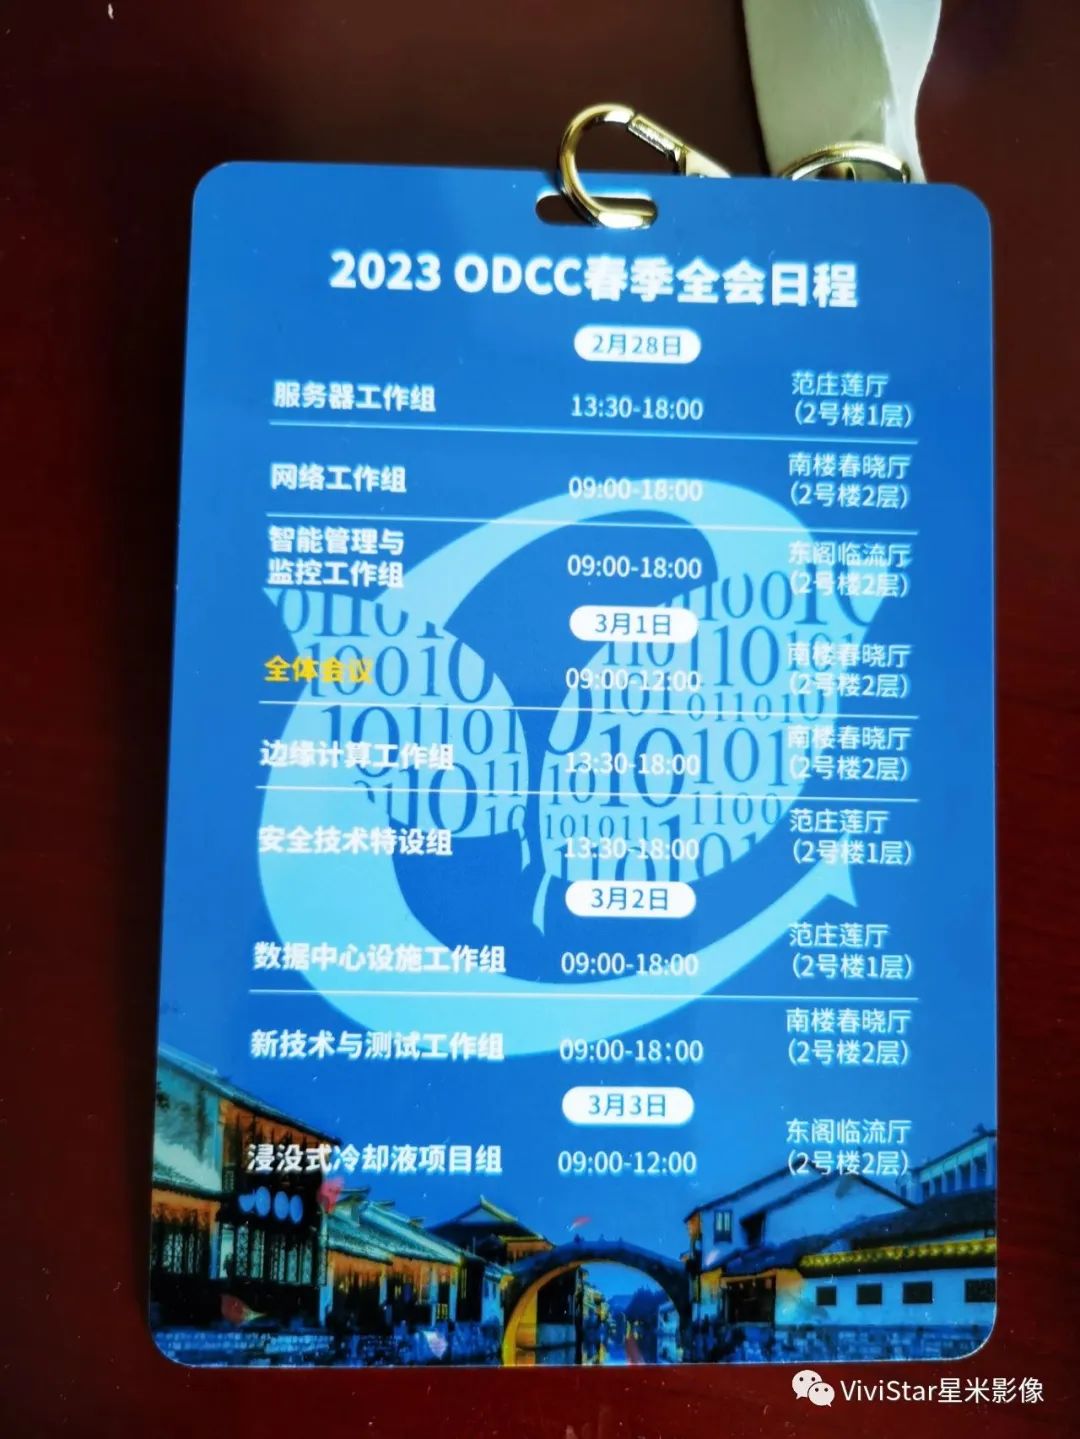 2023 ODCC春季全会日程
2月28日
服务器工作组 13:30-18:00 范庄莲厅
(2号楼1层)
网络工作组 09:00-18:00 南楼春晓厅
(2号楼2层)
智能管理与
监控工作组 09:00-18:00 东阁临流厅
(2号楼2层)
3月1日
全体会议 09:00-12:00 南楼春晓厅
(2号楼2层)
边缘计算工作组 13:30-18:00 南楼春晓厅
(2号楼2层)
安全技术特设组 13:30-18:00 范庄莲厅
(2号楼1层)
3月2日
数据中心设施工作组 09:00-18:00 范庄莲厅
(2号楼1层)
新技术与测试工作组 09:00-18:00 南楼春晓厅
(2号楼2层)
3月3日
浸没式冷却液项目组 09:00-12:00 东阁临流厅
(2号楼2层)
ViviStar星米影像